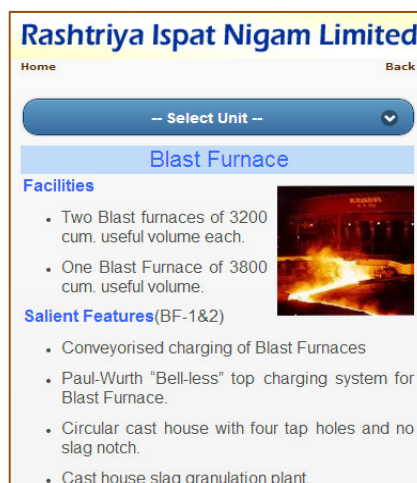 Rashtriya Ispat Nigam Limited
Home Back
-- Select Unit --
Blast Furnace
Facilities
• Two Blast furnaces of 3200
cum. useful volume each.
• One Blast Furnace of 3800
cum. useful volume.
Salient Features(BF-1&2)
• Conveyorised charging of Blast Furnaces
• Paul-Wurth "Bell-less" top charging system for
Blast Furnace.
• Circular cast house with four tap holes and no
slag notch.
• Cast house slag granulation plant.